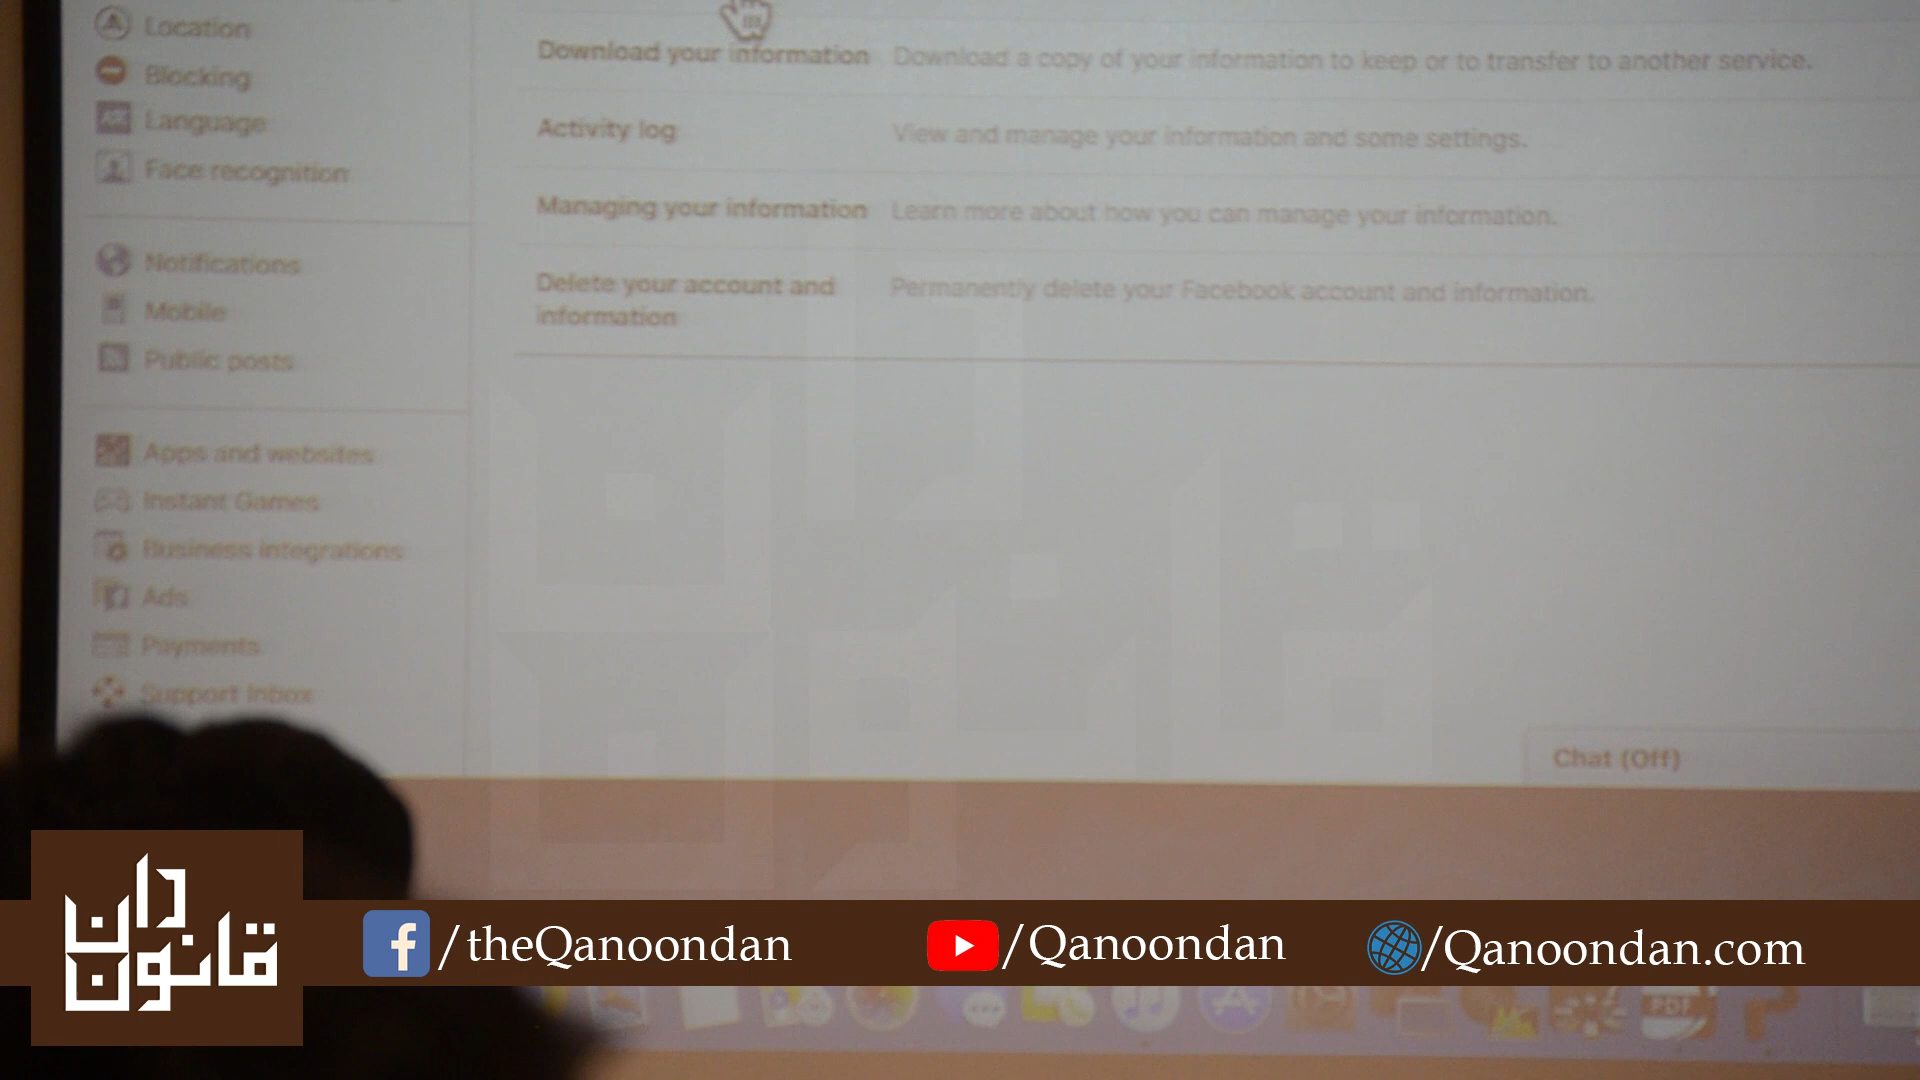 Location
Blocking
Language
Face recognition
Notifications
Mobile
Public posts
Apps and websites
Instant Games
Business integrations
Ads
Payments
Support Inbox
Download your information Download a copy of your information to keep or to transfer to another service.
Activity log View and manage your information and some settings.
Managing your information Learn more about how you can manage your information.
Delete your account and information Permanently delete your Facebook account and information.
Chat (Off)
قانون دان
/theQanoondan
/Qanoondan
/Qanoondan.com
PDF